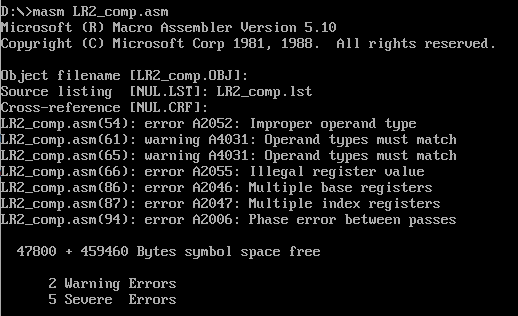 D:\>masm LR2_comp.asm
Microsoft (R) Macro Assembler Version 5.10
Copyright (C) Microsoft Corp 1981, 1988.  All rights reserved.
Object filename [LR2_comp.OBJ]:
Source listing  [NUL.LST]: LR2_comp.lst
Cross-reference [NUL.CRF]:
LR2_comp.asm(54): error A2052: Improper operand type
LR2_comp.asm(61): warning A4031: Operand types must match
LR2_comp.asm(65): warning A4031: Operand types must match
LR2_comp.asm(66): error A2055: Illegal register value
LR2_comp.asm(86): error A2046: Multiple base registers
LR2_comp.asm(87): error A2047: Multiple index registers
LR2_comp.asm(94): error A2006: Phase error between passes
47800 + 459460 Bytes symbol space free
2 Warning Errors
5 Severe  Errors